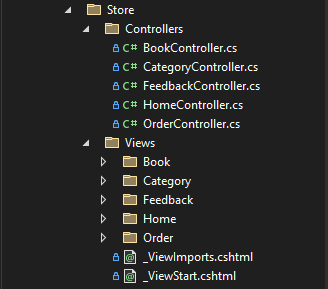 Store
Controllers
C# BookController.cs
C# CategoryController.cs
C# FeedbackController.cs
C# HomeController.cs
C# OrderController.cs
Views
Book
Category
Feedback
Home
Order
@ _ViewImports.cshtml
@ _ViewStart.cshtml